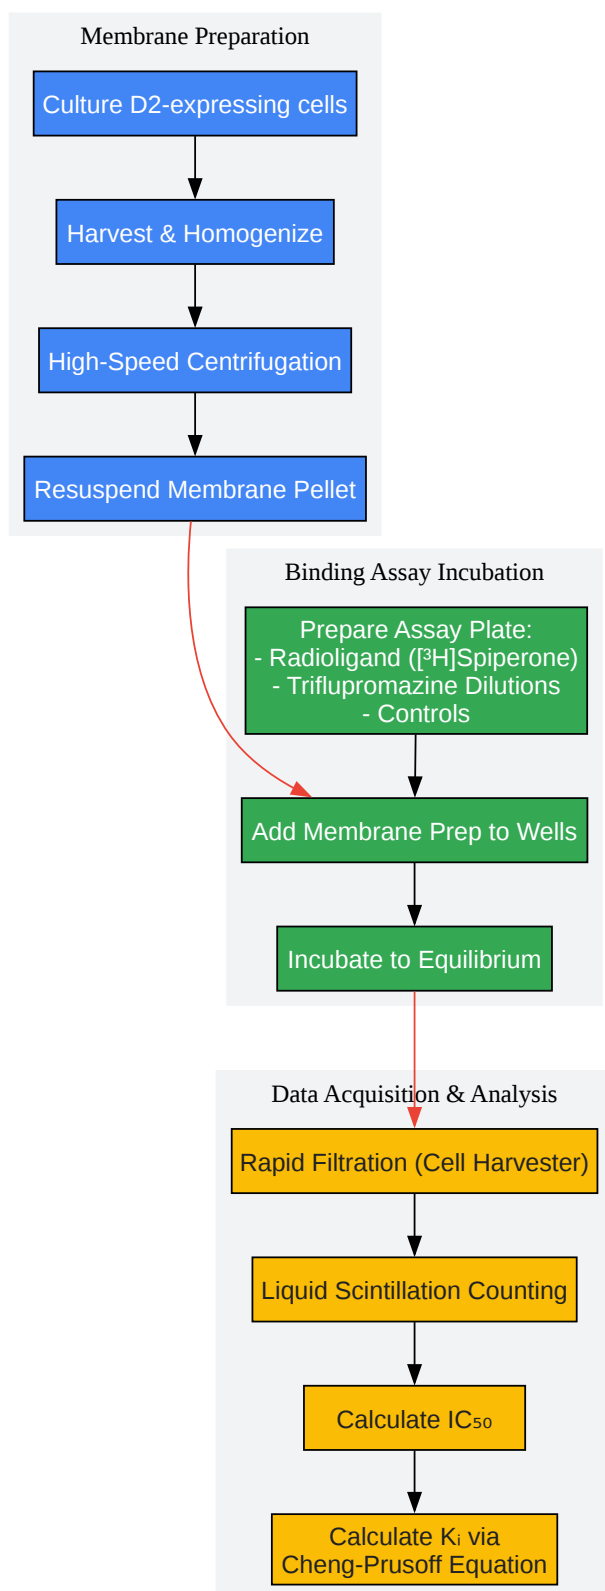 Membrane Preparation
Culture D2-expressing cells
Harvest & Homogenize
High-Speed Centrifugation
Resuspend Membrane Pellet
Binding Assay Incubation
Prepare Assay Plate:
- Radioligand ([³H]Spiperone)
- Triflupromazine Dilutions
- Controls
Add Membrane Prep to Wells
Incubate to Equilibrium
Data Acquisition & Analysis
Rapid Filtration (Cell Harvester)
Liquid Scintillation Counting
Calculate IC₅₀
Calculate Kᵢ via
Cheng-Prusoff Equation